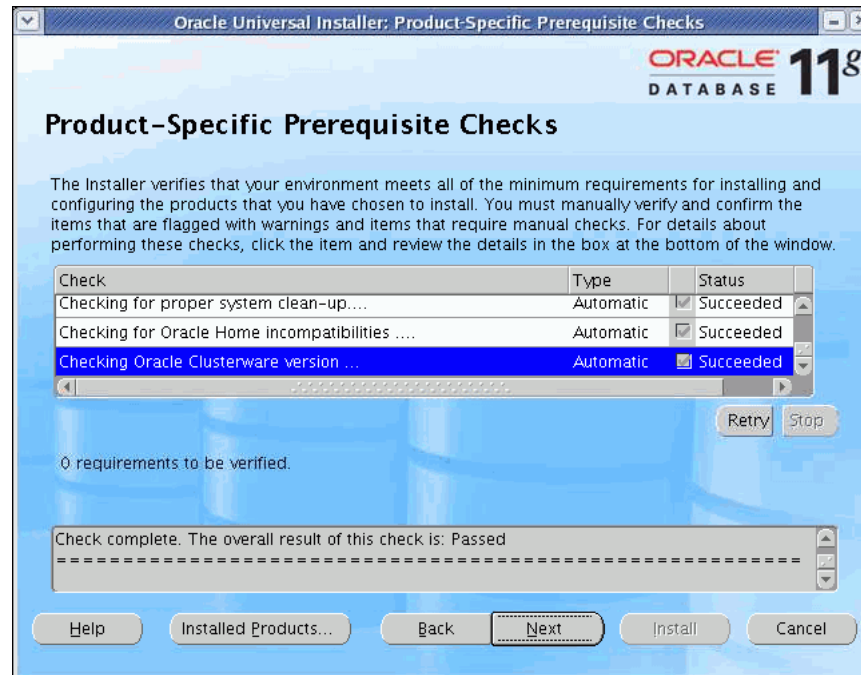 Oracle Universal Installer: Product-Specific Prerequisite Checks
ORACLE 11g
DATABASE
Product-Specific Prerequisite Checks
The Installer verifies that your environment meets all of the minimum requirements for installing and
configuring the products that you have chosen to install. You must manually verify and confirm the
items that are flagged with warnings and items that require manual checks. For details about
performing these checks, click the item and review the details in the box at the bottom of the window.
Check Type Status
Checking for proper system clean-up.... Automatic Succeeded
Checking for Oracle Home incompatibilities .... Automatic Succeeded
Checking Oracle Clusterware version ... Automatic Succeeded
Retry Stop
0 requirements to be verified.
Check complete. The overall result of this check is: Passed
========================================================
Help Installed Products... Back Next Install Cancel